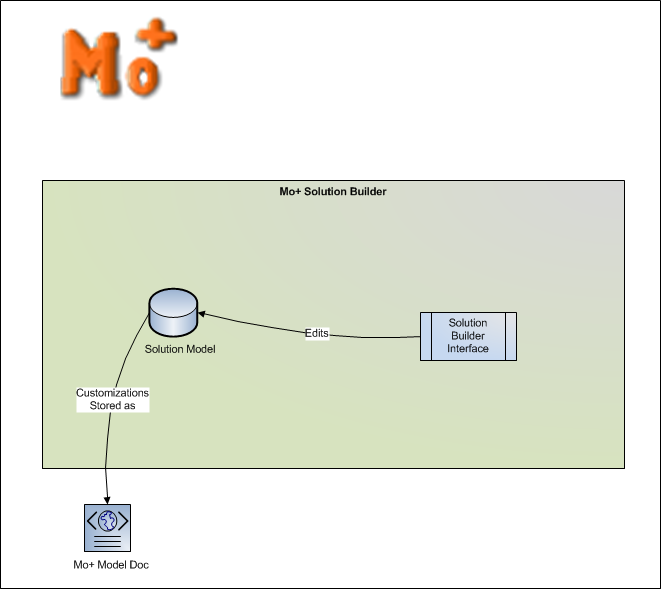 Mo+
Mo+ Solution Builder
Solution
Builder
Interface
Edits
Solution Model
Customizations
Stored as
Mo+ Model Doc